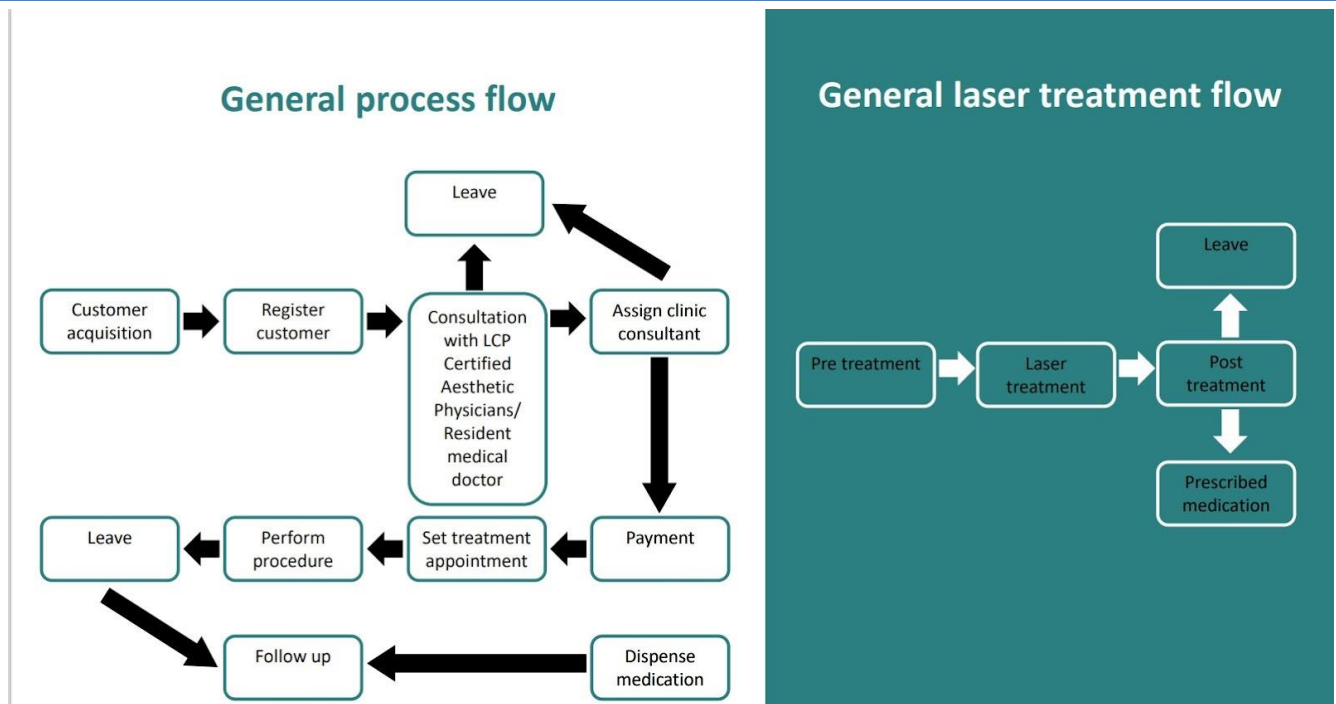 General process flow
Leave
Customer
acquisition
Register
customer
Consultation
with LCP
Certified
Aesthetic
Physicians/
Resident
medical
doctor
Assign clinic
consultant
Leave
Perform
procedure
Set treatment
appointment
Payment
Follow up
Dispense
medication
General laser treatment flow
Leave
Pre treatment
Laser
treatment
Post
treatment
Prescribed
medication